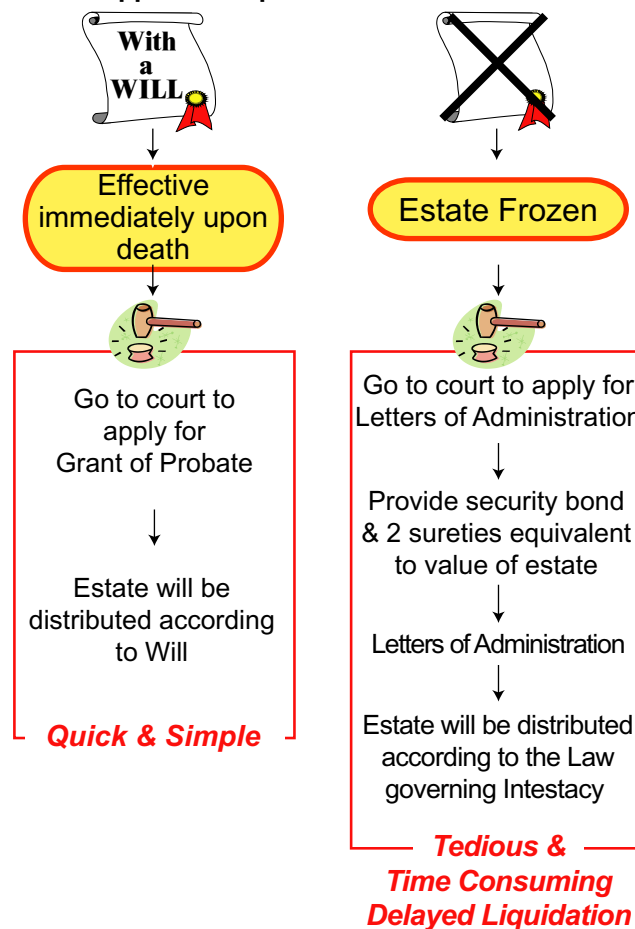 With
a
WILL
Effective
immediately upon
death
Go to court to
apply for
Grant of Probate
Estate will be
distributed according
to Will
Quick & Simple
Estate Frozen
Go to court to apply for
Letters of Administration
Provide security bond
& 2 sureties equivalent
to value of estate
Letters of Administration
Estate will be distributed
according to the Law
governing Intestacy
Tedious &
Time Consuming
Delayed Liquidation